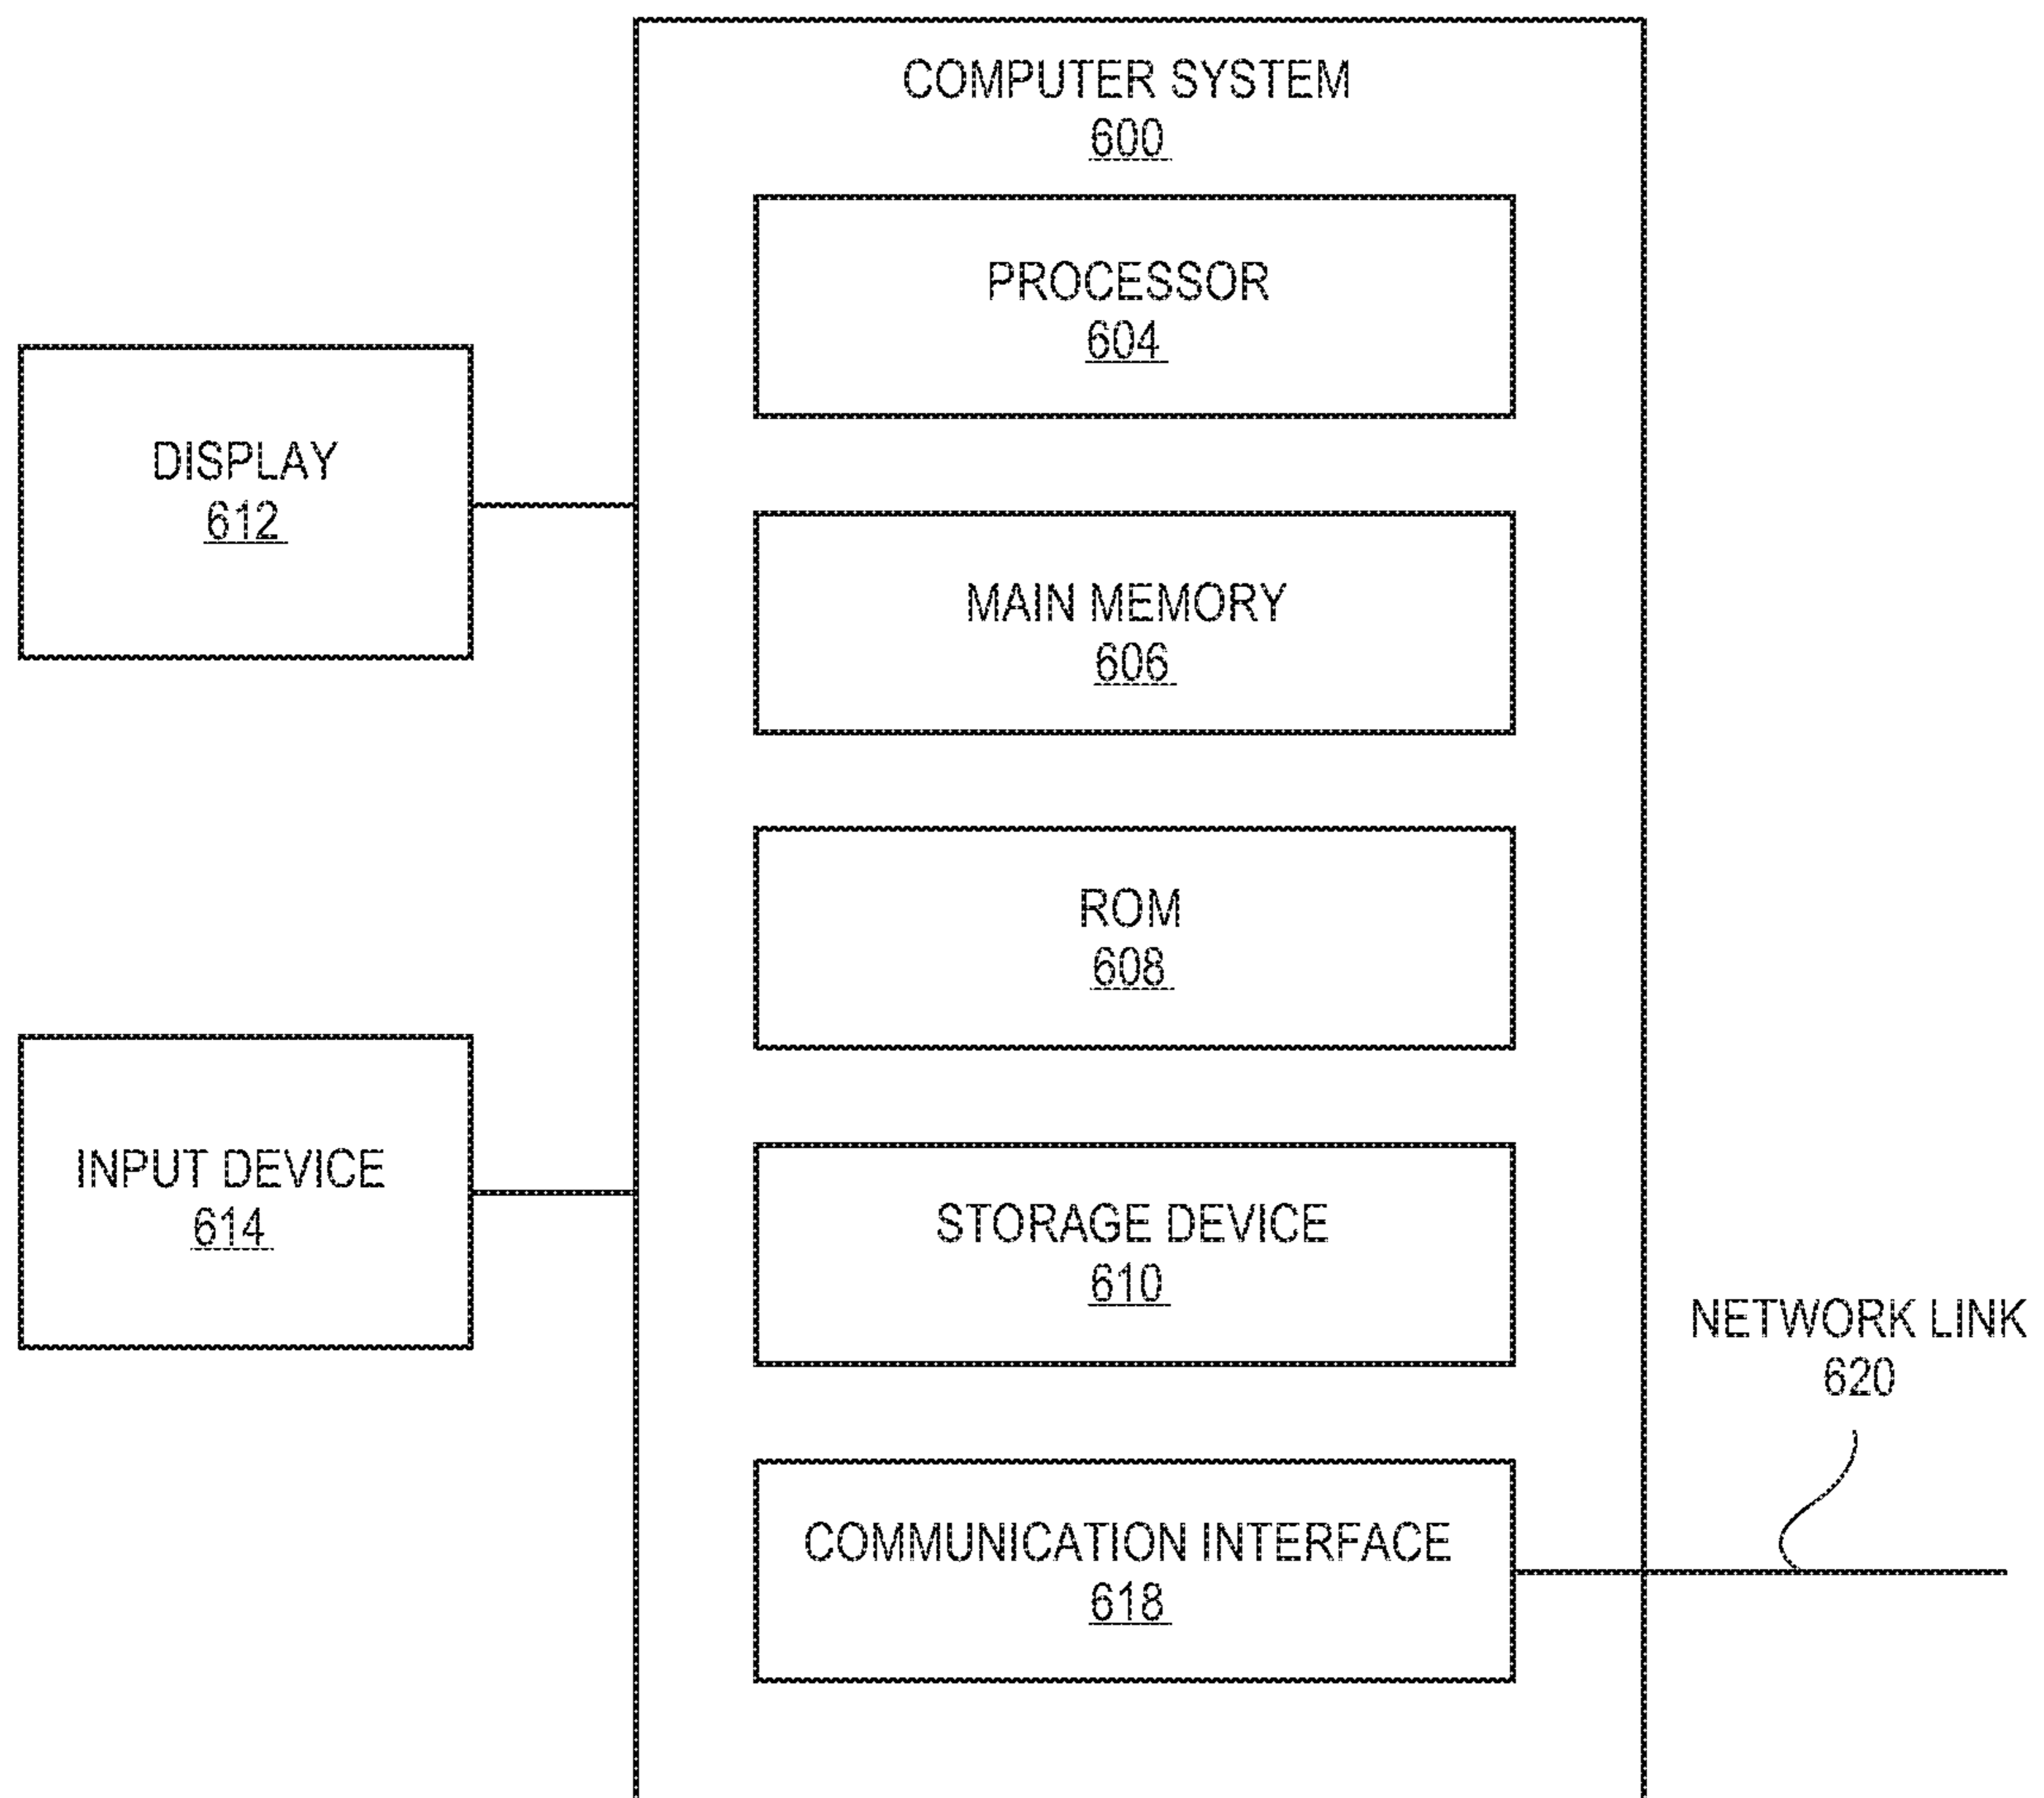 COMPUTER SYSTEM
600
PROCESSOR
604
DISPLAY
612
MAIN MEMORY
606
ROM
608
INPUT DEVICE
614
STORAGE DEVICE
610
NETWORK LINK
620
COMMUNICATION INTERFACE
618